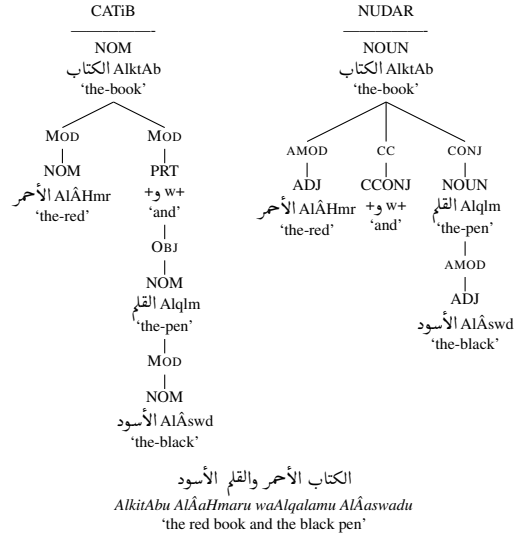 CATiB
NOM
الكتاب AlktAb
‘the-book’
MOD MOD
NOM PRT
الأحمر AlÂHmr و+ w+
‘the-red’ ‘and’
OBJ
NOM
القلم Alqlm
‘the-pen’
MOD
NOM
الأسود AlÂswd
‘the-black’
NUDAR
NOUN
الكتاب AlktAb
‘the-book’
AMOD CC CONJ
ADJ CCONJ NOUN
الأحمر AlÂHmr و+ w+ القلم Alqlm
‘the-red’ ‘and’ ‘the-pen’
AMOD
ADJ
الأسود AlÂswd
‘the-black’
الكتاب الأحمر والقلم الأسود
AlkitAbu AlÂaHmaru waAlqalamu AlÂaswadu
‘the red book and the black pen’